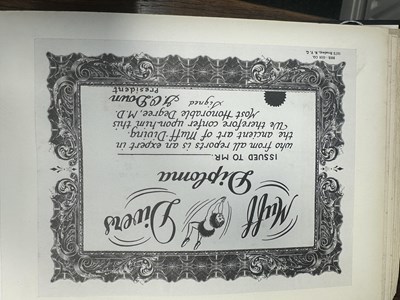 Muff Divers
Diploma
ISSUED TO MR.
who from all reports is an expert in
the ancient art of Muff-Diving
We therefore confer upon him this
Most Honorable Degree, M.D.
Signed G. C. Down
President